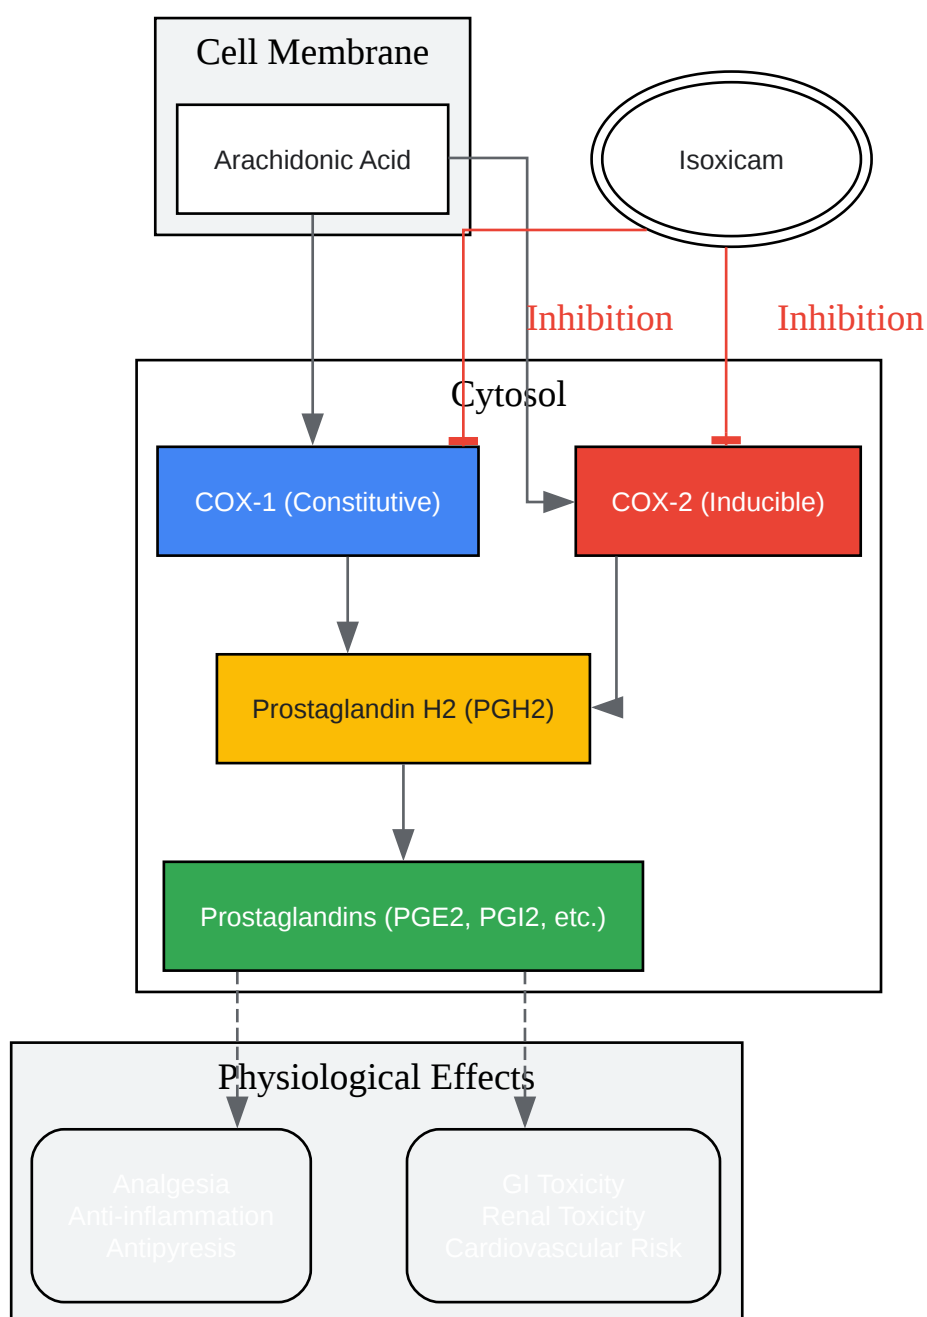 Cell Membrane
Arachidonic Acid
Isoxicam
Inhibition
Inhibition
Cytosol
COX-1 (Constitutive)
COX-2 (Inducible)
Prostaglandin H2 (PGH2)
Prostaglandins (PGE2, PGI2, etc.)
Physiological Effects
Analgesia
Anti-inflammation
Antipyresis
GI Toxicity
Renal Toxicity
Cardiovascular Risk